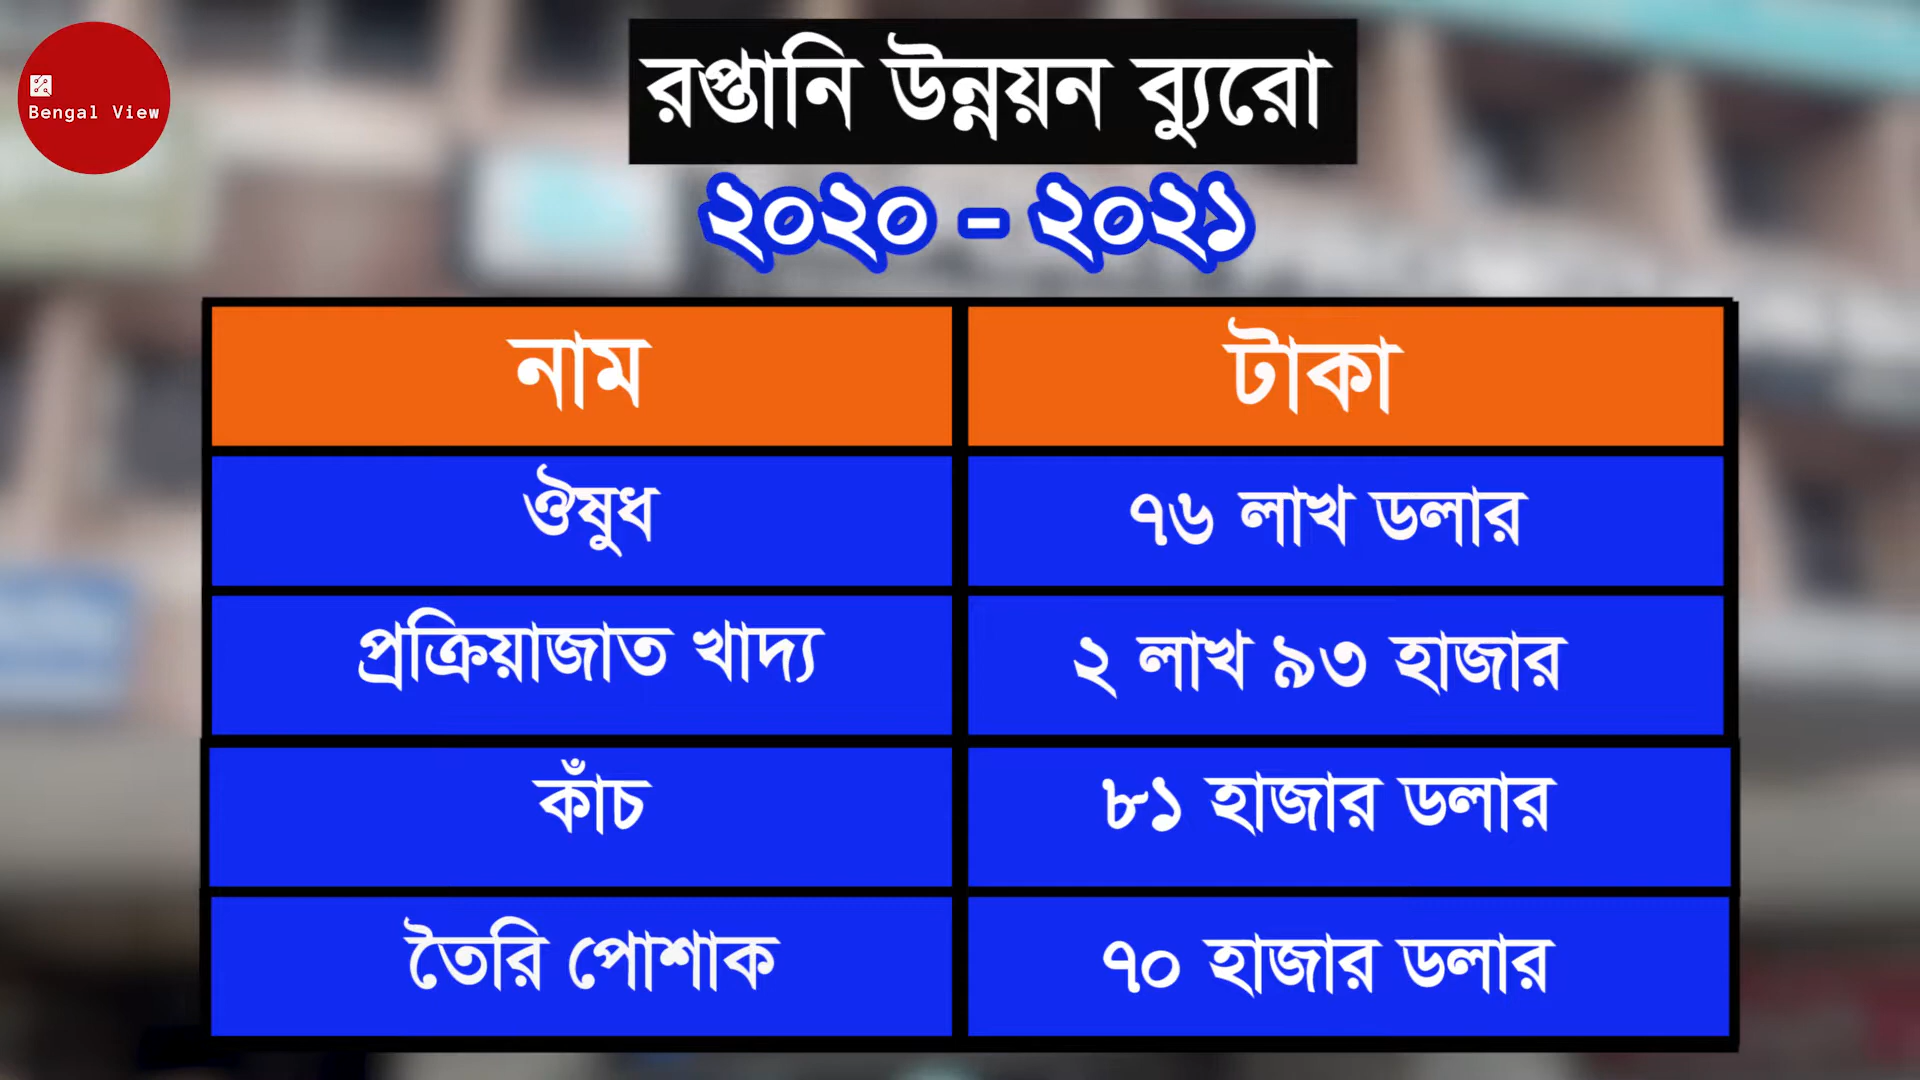 Bengal View
রপ্তানি উন্নয়ন ব্যুরো
২০২০ - ২০২১
নাম টাকা
ঔষুধ ৭৬ লাখ ডলার
প্রক্রিয়াজাত খাদ্য ২ লাখ ৯৩ হাজার
কাঁচ ৮১ হাজার ডলার
তৈরি পোশাক ৭০ হাজার ডলার